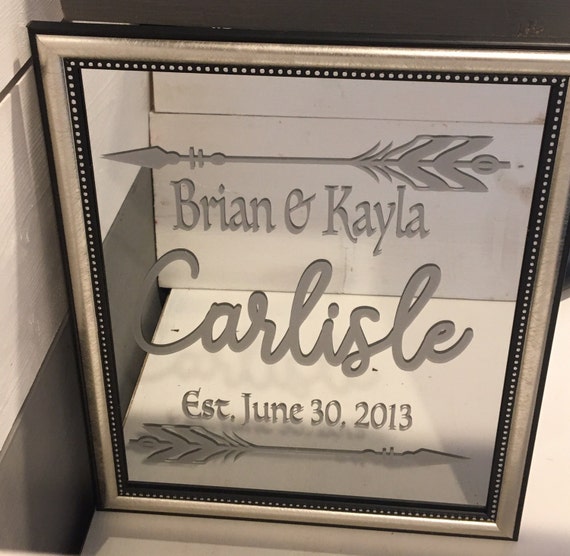 Brian & Kayla
Carlisle
Est. June 30, 2013